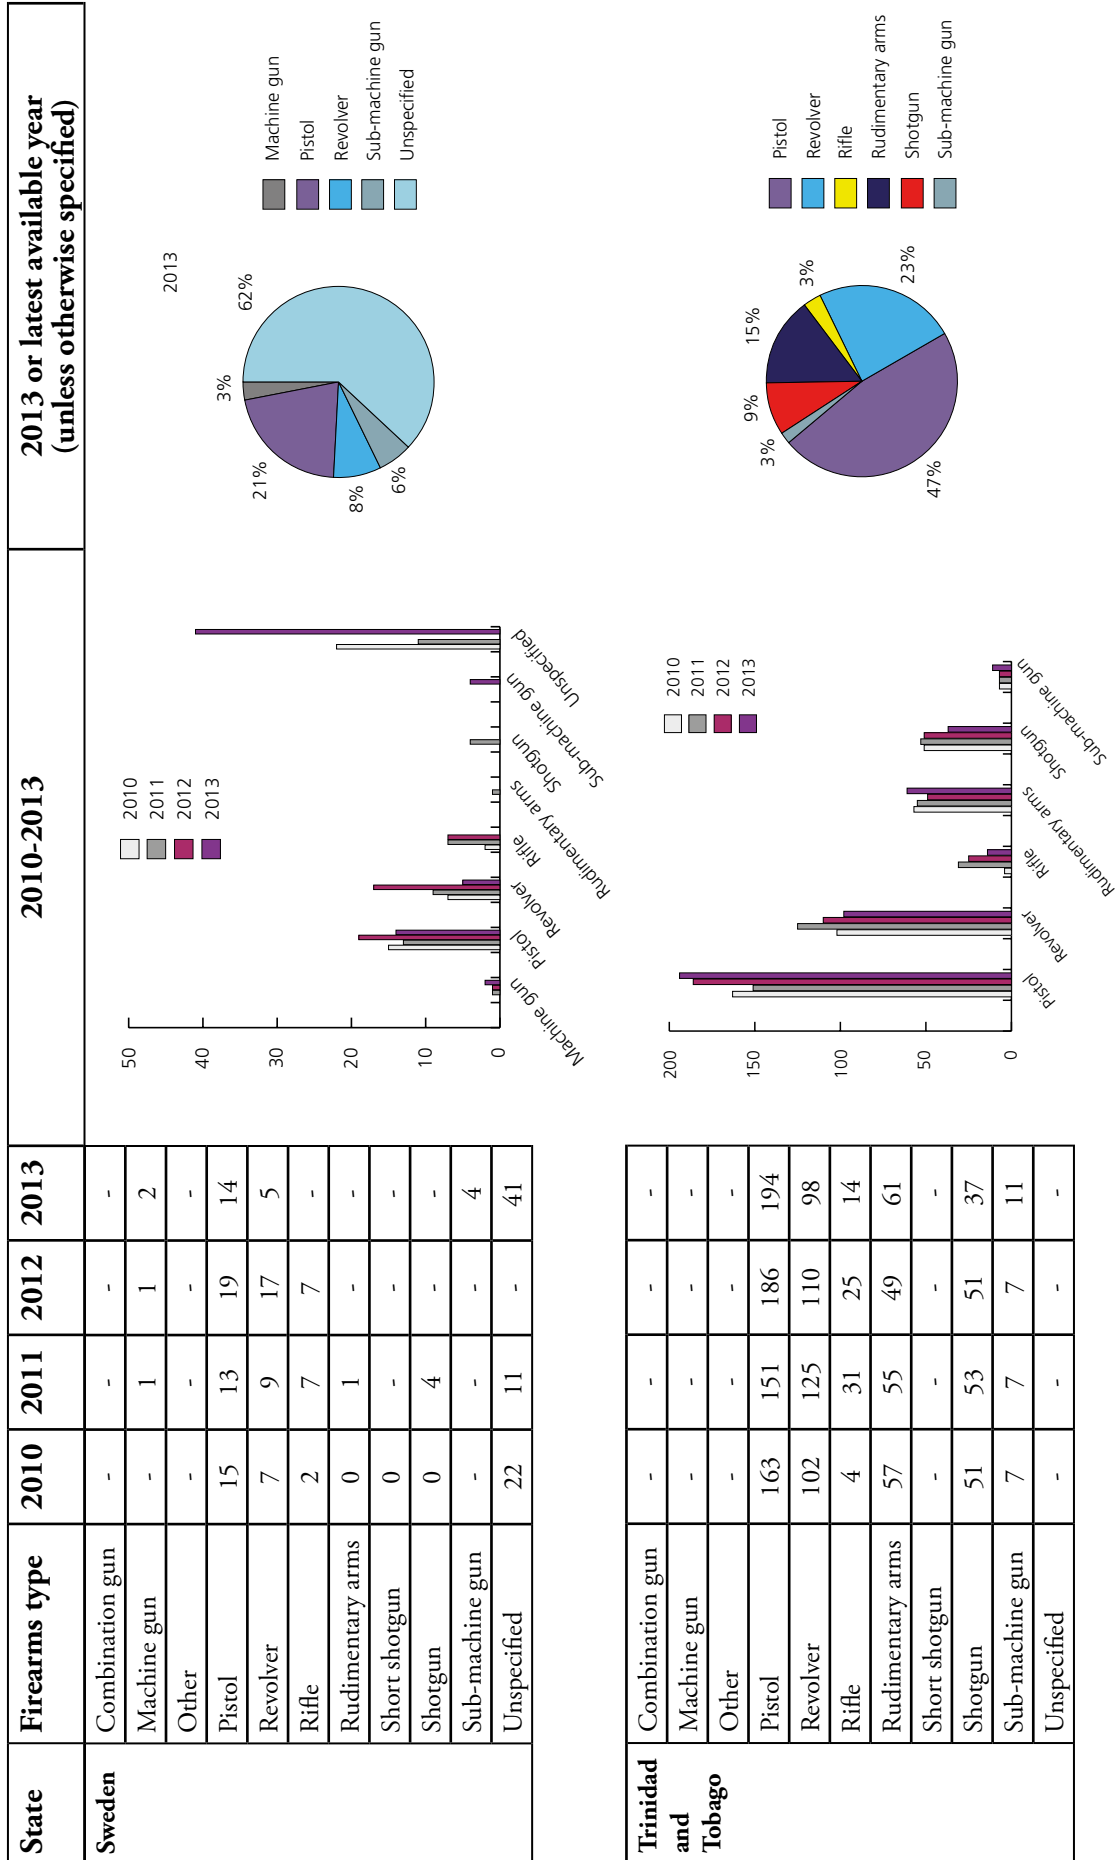 State Firearms type 2010 2011 2012 2013 2010-2013 2013 or latest available year
(unless otherwise specified)
Sweden
Combination gun - - - -
Machine gun - 1 1 2
Other - - - -
Pistol 15 13 19 14
Revolver 7 9 17 5
Rifle 2 7 7 -
Rudimentary arms 0 1 - -
Short shotgun 0 - - -
Shotgun 0 4 - -
Sub-machine gun - - - 4
Unspecified 22 11 - 41
50
40
30
20
10
0
2010
2011
2012
2013
Machine gun
Pistol
Revolver
Rifle
Rudimentary arms
Shotgun
Sub-machine gun
Unspecified
2013
3%
62%
21%
8%
6%
Machine gun
Pistol
Revolver
Sub-machine gun
Unspecified
Trinidad
and
Tobago
Combination gun - - - -
Machine gun - - - -
Other - - - -
Pistol 163 151 186 194
Revolver 102 125 110 98
Rifle 4 31 25 14
Rudimentary arms 57 55 49 61
Short shotgun - - - -
Shotgun 51 53 51 37
Sub-machine gun 7 7 7 11
Unspecified - - - -
200
150
100
50
0
2010
2011
2012
2013
Pistol
Revolver
Rifle
Rudimentary arms
Shotgun
Sub-machine gun
3%
9%
15%
3%
23%
47%
Pistol
Revolver
Rifle
Rudimentary arms
Shotgun
Sub-machine gun